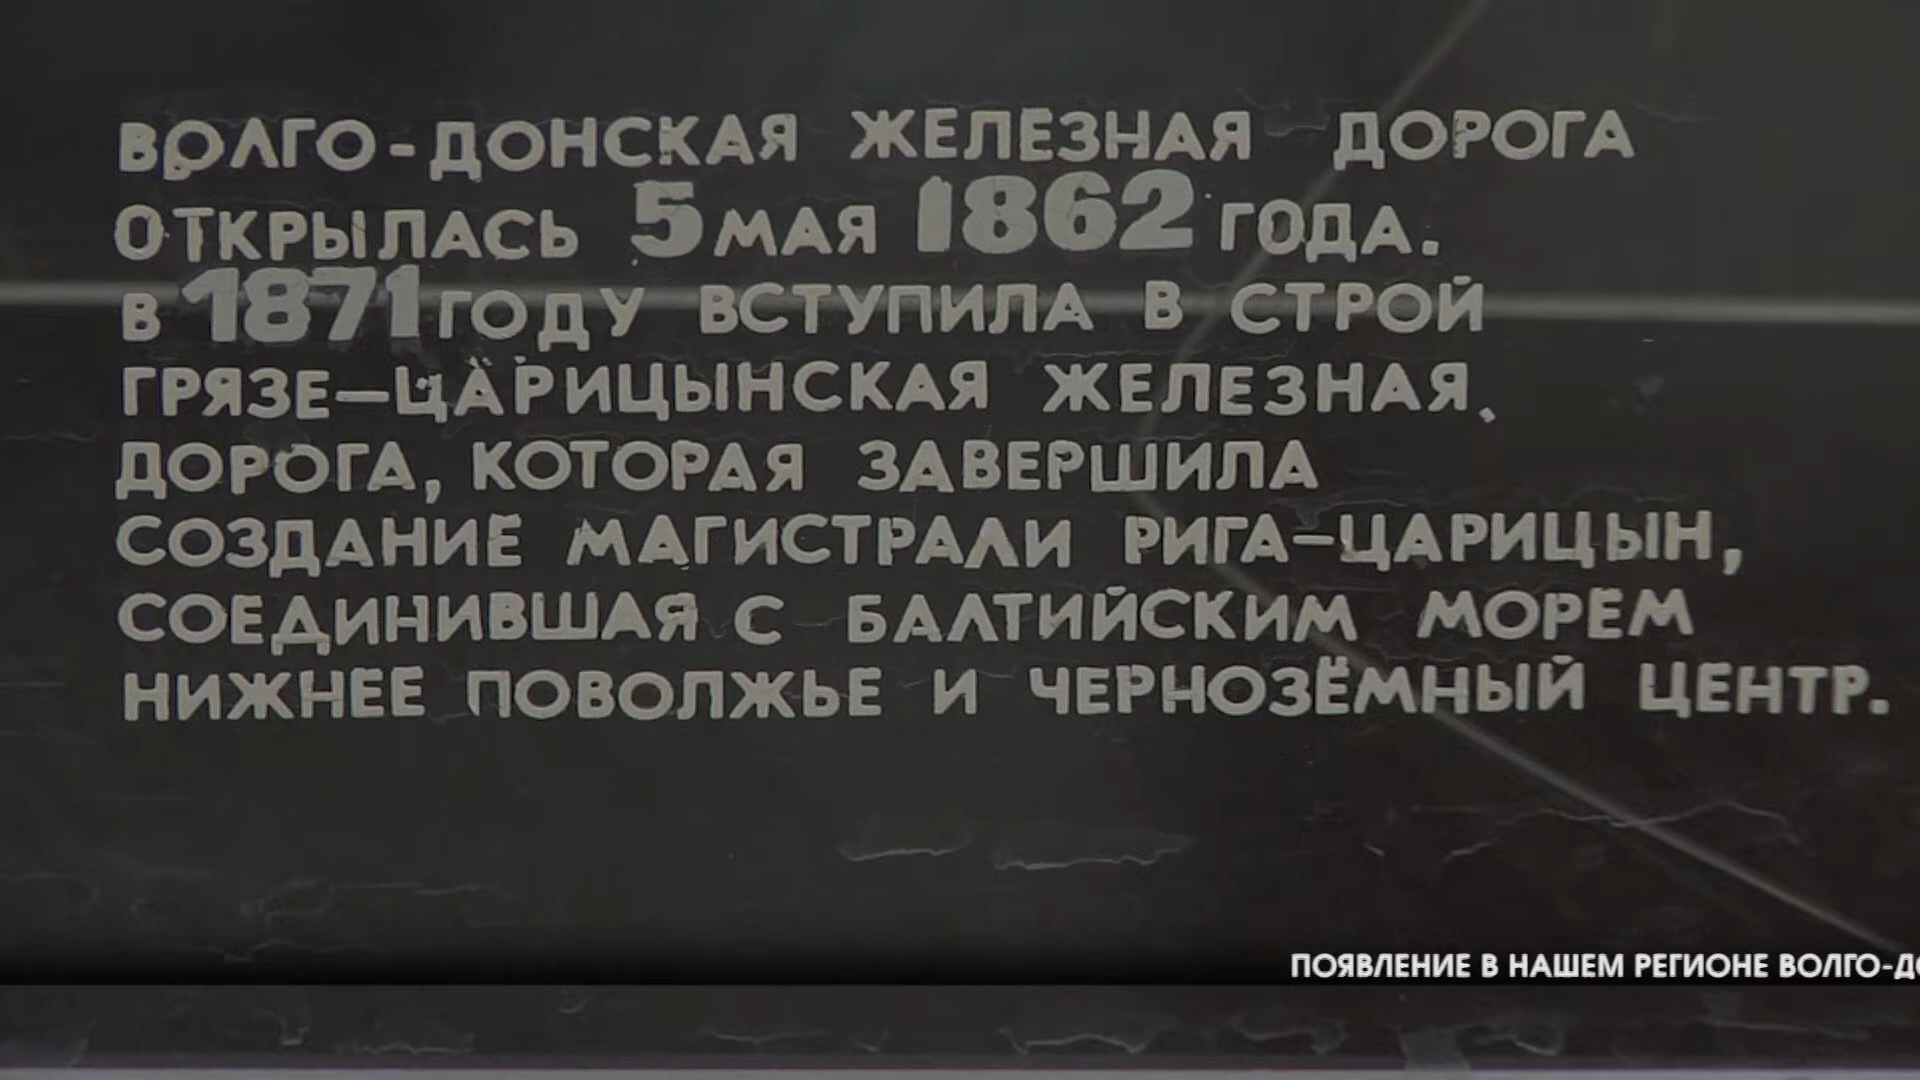 ВОЛГО-ДОНСКАЯ ЖЕЛЕЗНАЯ ДОРОГА
ОТКРЫЛАСЬ 5 МАЯ 1862 ГОДА.
В 1871 ГОДУ ВСТУПИЛА В СТРОЙ
ГРЯЗЕ-ЦАРИЦЫНСКАЯ ЖЕЛЕЗНАЯ
ДОРОГА, КОТОРАЯ ЗАВЕРШИЛА
СОЗДАНИЕ МАГИСТРАЛИ РИГА-ЦАРИЦЫН,
СОЕДИНИВШАЯ С БАЛТИЙСКИМ МОРЕМ
НИЖНЕЕ ПОВОЛЖЬЕ И ЧЕРНОЗЁМНЫЙ ЦЕНТР.
ПОЯВЛЕНИЕ В НАШЕМ РЕГИОНЕ ВОЛГО-